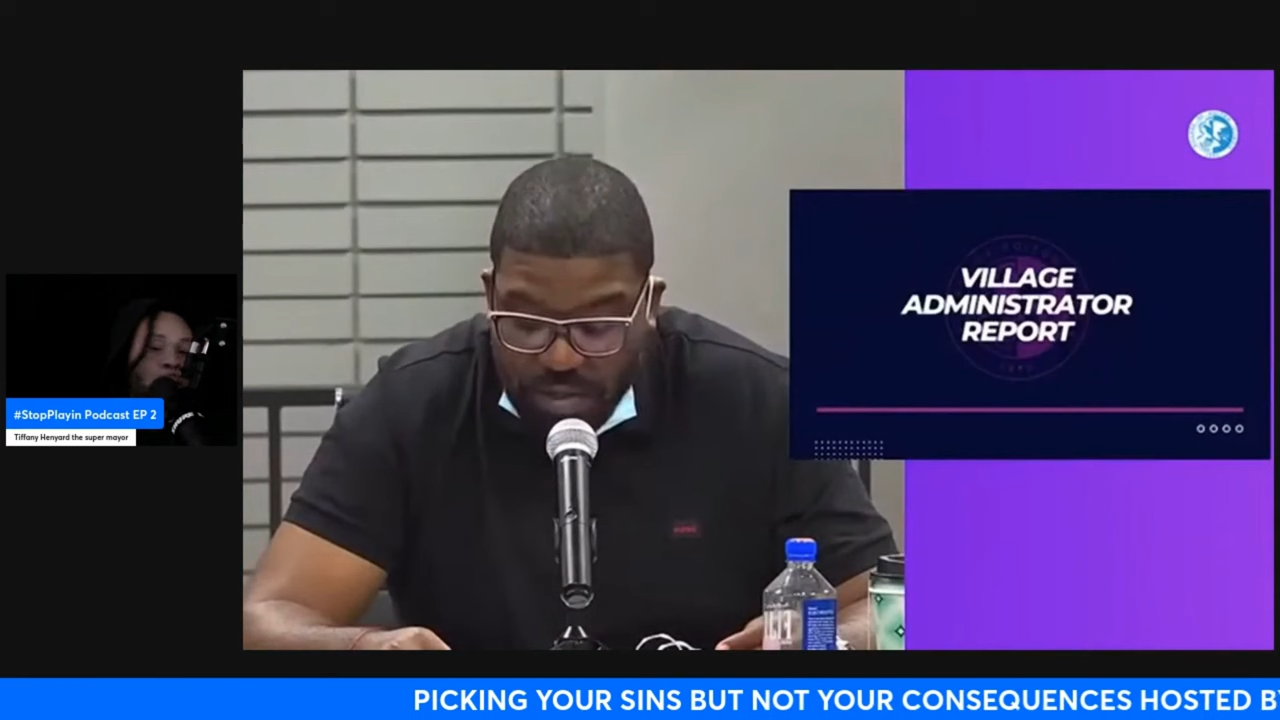 VILLAGE
ADMINISTRATOR
REPORT
#StopPlayin Podcast EP 2
Tiffany Henyard the super mayor
FIJI
PICKING YOUR SINS BUT NOT YOUR CONSEQUENCES HOSTED B